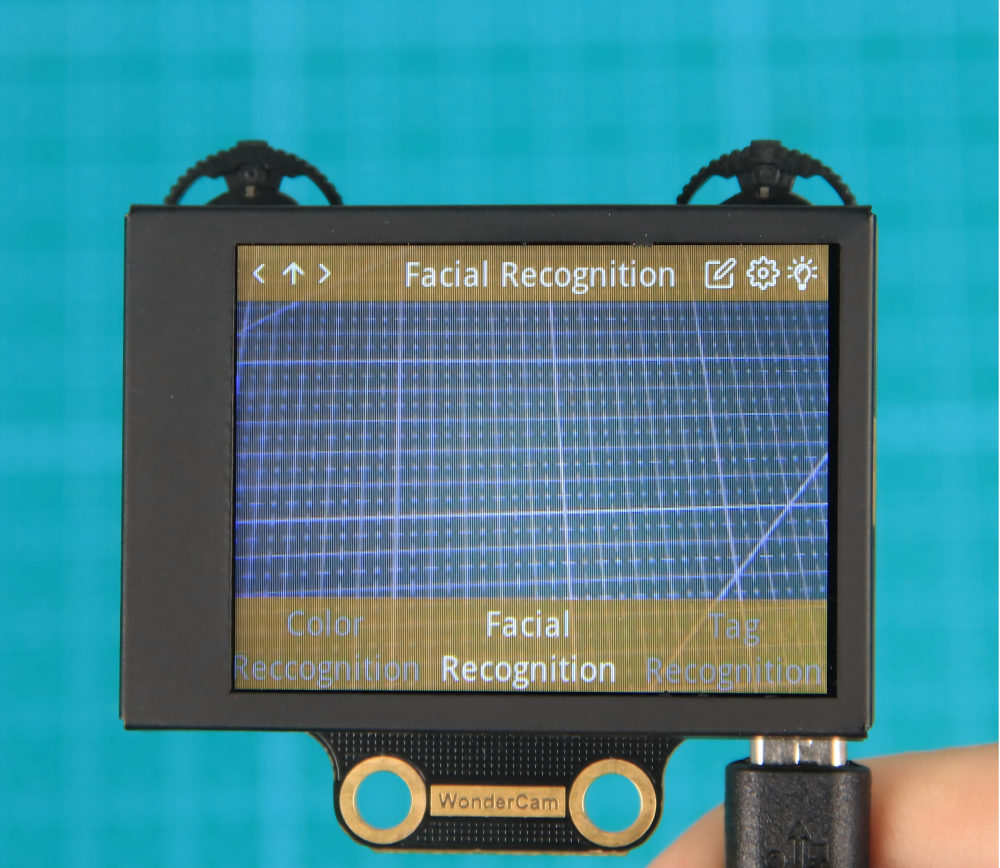 Facial Recognition
Color
Facial
Tag
Reccognition
Recognition
Recognition
WonderCam